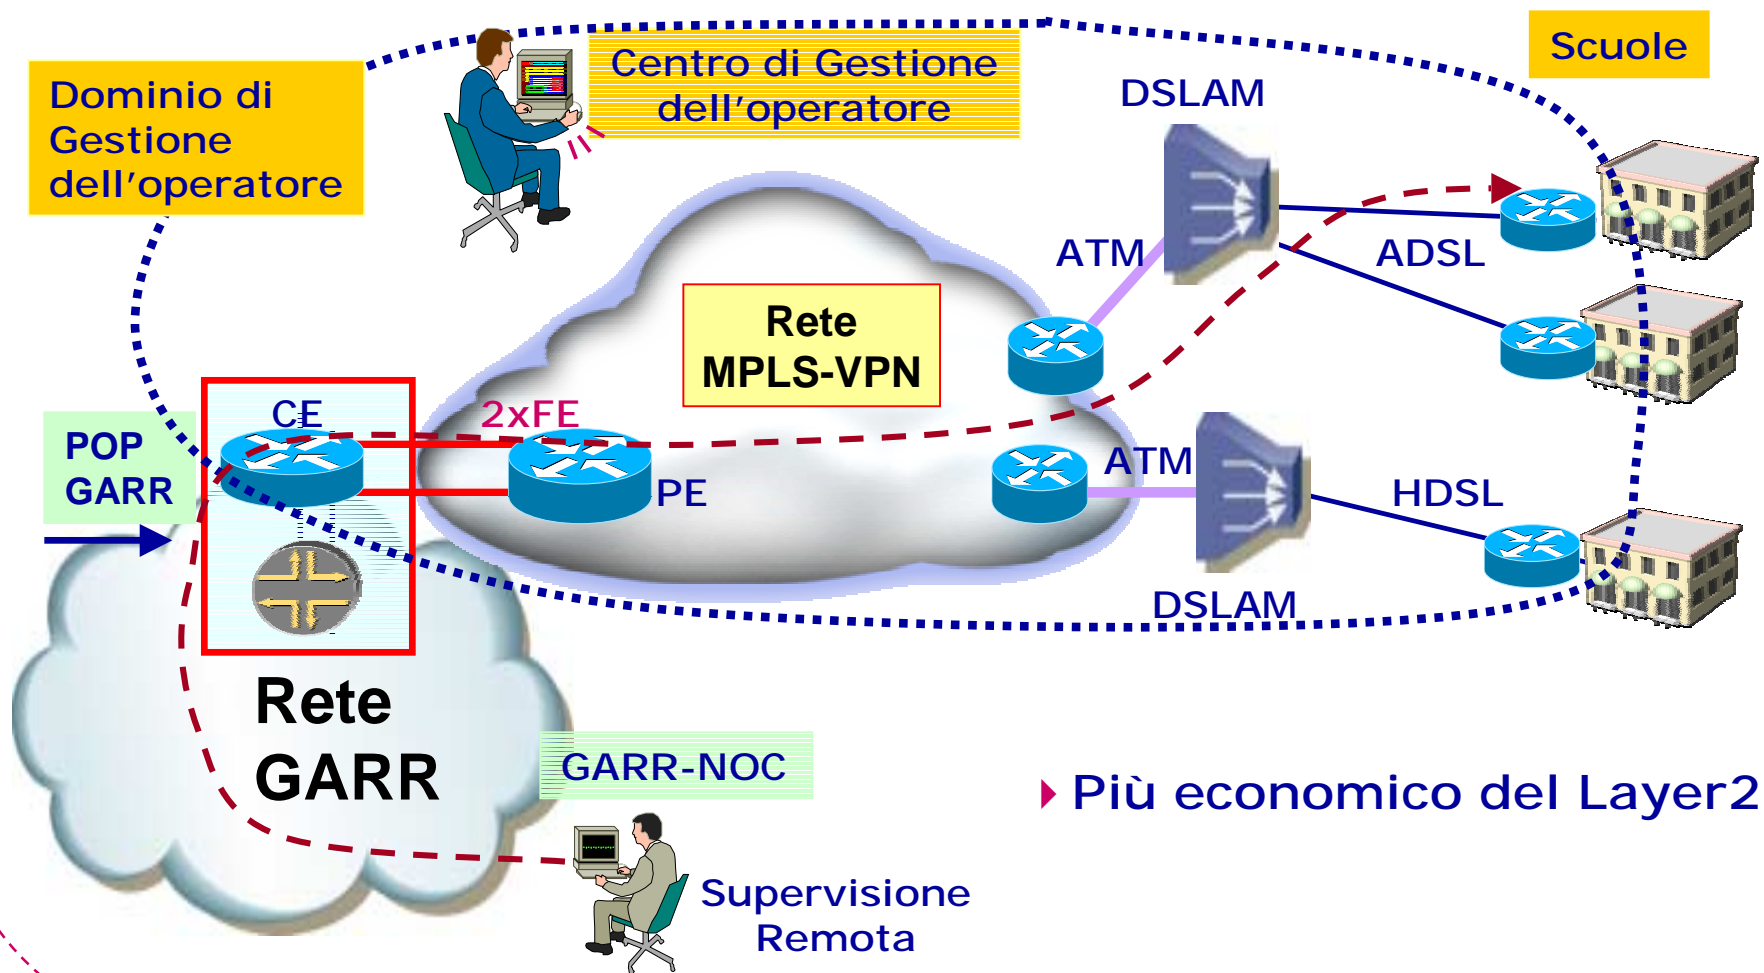 Dominio di
Gestione
dell'operatore
Centro di Gestione
dell'operatore
Scuole
DSLAM
ATM
ADSL
Rete
MPLS-VPN
CE
2xFE
PE
POP
GARR
ATM
HDSL
DSLAM
Rete
GARR
GARR-NOC
Più economico del Layer2
Supervisione
Remota